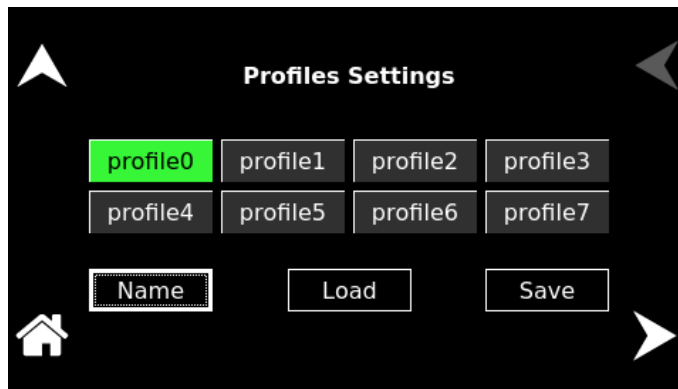 Profiles Settings
profile0 profile1 profile2 profile3
profile4 profile5 profile6 profile7
Name Load Save